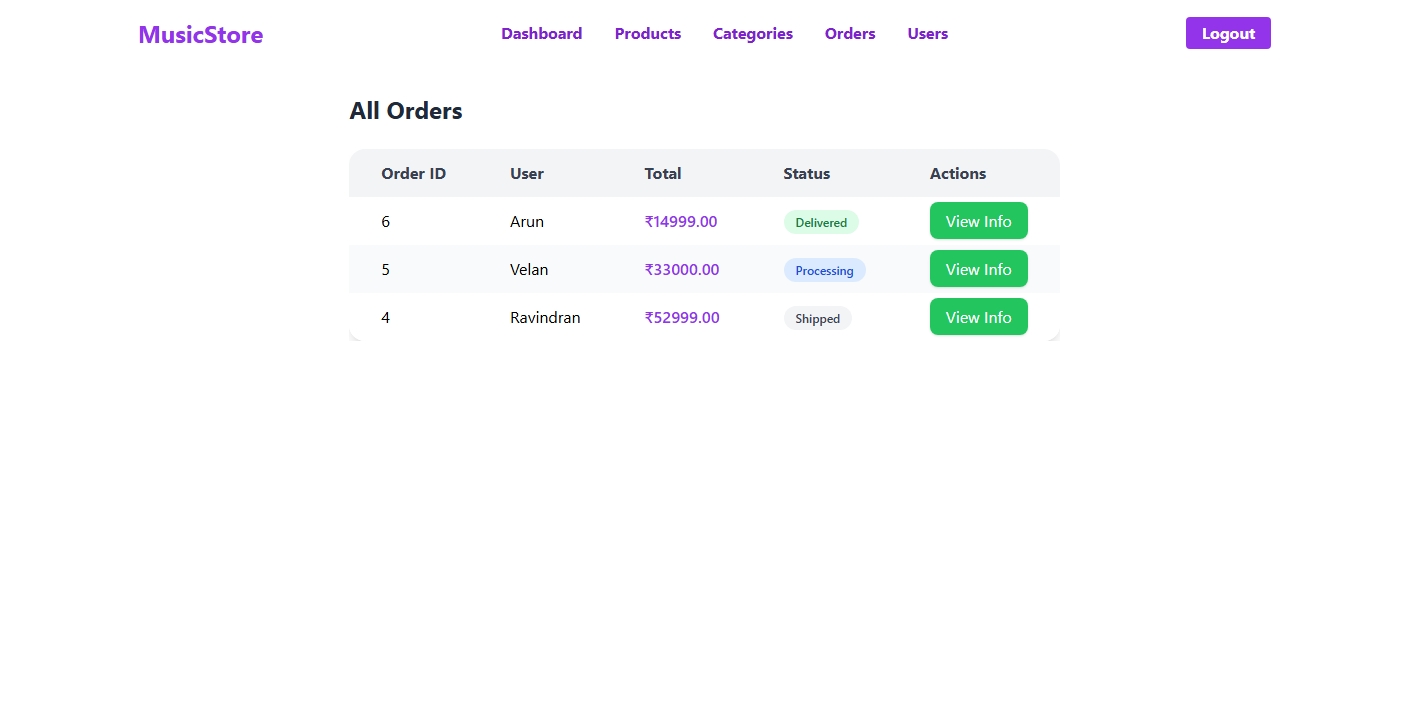 MusicStore Dashboard Products Categories Orders Users Logout
All Orders
Order ID User Total Status Actions
6 Arun ₹14999.00 Delivered View Info
5 Velan ₹33000.00 Processing View Info
4 Ravindran ₹52999.00 Shipped View Info